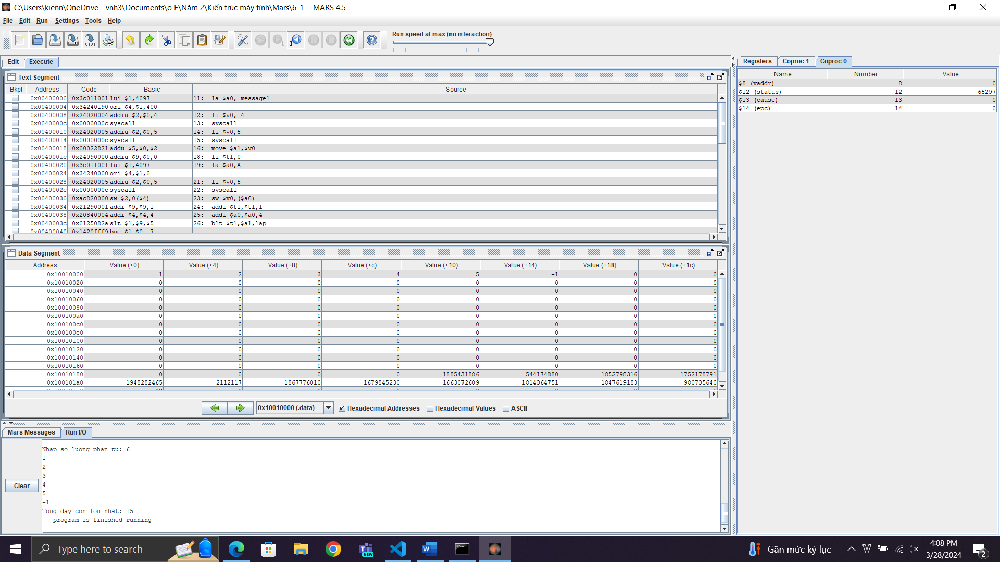 C:\Users\kienn\OneDrive - vnh3\Documents\o E\Năm 2\Kiến trúc máy tính\Mars\6_1 - MARS 4.5
File Edit Run Settings Tools Help
Run speed at max (no interaction)
Edit Execute
Text Segment
Bkpt Address Code Basic Source
0x00400000 0x3c011001 lui $1,4097 11: la $a0, message1
0x00400004 0x34240190 ori $4,$1,400
0x00400008 0x24020004 addiu $2,$0,4 12: li $v0, 4
0x0040000c 0x0000000c syscall 13: syscall
0x00400010 0x24020005 addiu $2,$0,5 14: li $v0,5
0x00400014 0x0000000c syscall 15: syscall
0x00400018 0x00022821 addu $5,$0,$2 16: move $a1,$v0
0x0040001c 0x24090000 addiu $9,$0,0 18: li $t1,0
0x00400020 0x3c011001 lui $1,4097 19: la $a0,A
0x00400024 0x34240000 ori $4,$1,0
0x00400028 0x24020005 addiu $2,$0,5 21: li $v0,5
0x0040002c 0x0000000c syscall 22: syscall
0x00400030 0xac820000 sw $2,0($4) 23: sw $v0,($a0)
0x00400034 0x21290001 addi $9,$9,1 24: addi $t1,$t1,1
0x00400038 0x20840004 addi $4,$4,4 25: addi $a0,$a0,4
0x0040003c 0x0125082a slt $1,$9,$5 26: blt $t1,$a1,lap
0x00400040 0x1420fff9 bne $1,$0,-7
Data Segment
Address Value (+0) Value (+4) Value (+8) Value (+c) Value (+10) Value (+14) Value (+18) Value (+1c)
0x10010000 1 2 3 4 5 -1 0 0
0x10010020 0 0 0 0 0 0 0 0
0x10010040 0 0 0 0 0 0 0 0
0x10010060 0 0 0 0 0 0 0 0
0x10010080 0 0 0 0 0 0 0 0
0x100100a0 0 0 0 0 0 0 0 0
0x100100c0 0 0 0 0 0 0 0 0
0x100100e0 0 0 0 0 0 0 0 0
0x10010100 0 0 0 0 0 0 0 0
0x10010120 0 0 0 0 0 0 0 0
0x10010140 0 0 0 0 0 0 0 0
0x10010160 0 0 0 0 0 0 0 0
0x10010180 0 0 0 0 1885431886 544174880 1852798316 1752178791
0x100101a0 1948282465 2112117 1867776010 1679845230 1663072609 1814064751 1847619183 980705640
0x10010000 (.data) Hexadecimal Addresses Hexadecimal Values ASCII
Mars Messages Run I/O
Clear
Nhap so luong phan tu: 6
1
2
3
4
5
-1
Tong day con lon nhat: 15
-- program is finished running --
Registers Coproc 1 Coproc 0
Name Number Value
$8 (vaddr) 8 0
$12 (status) 12 65297
$13 (cause) 13 0
$14 (epc) 14 0
Type here to search
Gần mức kỷ lục
4:08 PM
3/28/2024
2